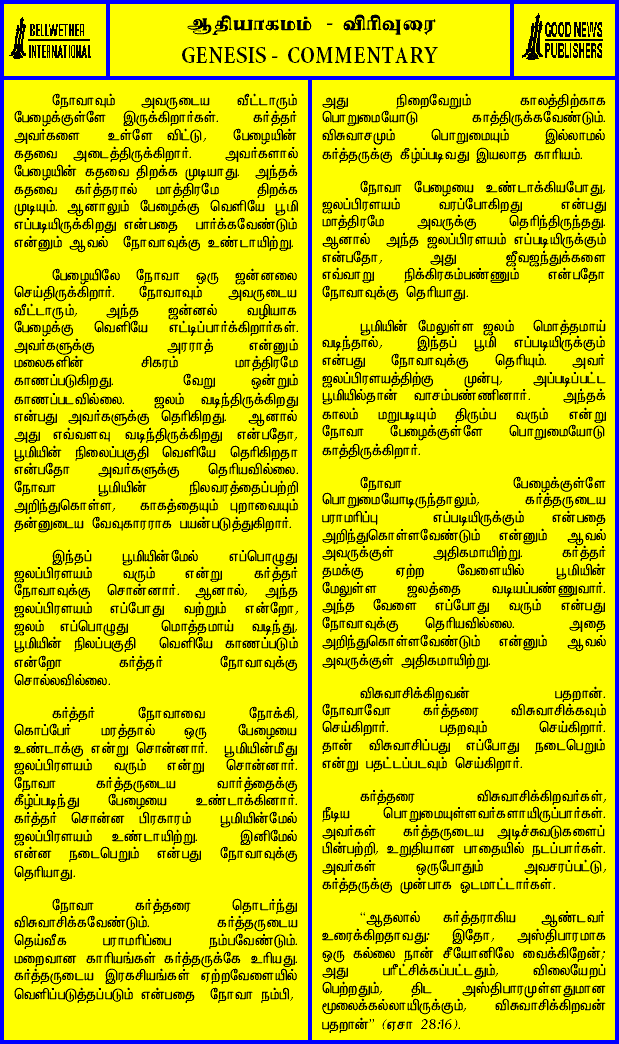 BELLWETHER
INTERNATIONAL
ஆதியாகமம் - விரிவுரை
GENESIS - COMMENTARY
GOOD NEWS
PUBLISHERS
நோவாவும் அவருடைய வீட்டாரும்
பேழைக்குள்ளே இருக்கிறார்கள். கர்த்தர்
அவர்களை உள்ளே விட்டு, பேழையின்
கதவை அடைத்திருக்கிறார். அவர்களால்
பேழையின் கதவை திறக்க முடியாது. அந்தக்
கதவை கர்த்தரால் மாத்திரமே திறக்க
முடியும். ஆனாலும் பேழைக்கு வெளியே பூமி
எப்படியிருக்கிறது என்பதை பார்க்கவேண்டும்
என்னும் ஆவல் நோவாவுக்கு உண்டாயிற்று.
பேழையிலே நோவா ஒரு ஜன்னலை
செய்திருக்கிறார். நோவாவும் அவருடைய
வீட்டாரும், அந்த ஜன்னல் வழியாக
பேழைக்கு வெளியே எட்டிப்பார்க்கிறார்கள்.
அவர்களுக்கு அரராத் என்னும்
மலைகளின் சிகரம் மாத்திரமே
காணப்படுகிறது. வேறு ஒன்றும்
காணப்படவில்லை. ஜலம் வடிந்திருக்கிறது
என்பது அவர்களுக்கு தெரிகிறது. ஆனால்
அது எவ்வளவு வடிந்திருக்கிறது என்பதோ,
பூமியின் நிலைப்பகுதி வெளியே தெரிகிறதா
என்பதோ அவர்களுக்கு தெரியவில்லை.
நோவா பூமியின் நிலவரத்தைப்பற்றி
அறிந்துகொள்ள, காகத்தையும் புறாவையும்
தன்னுடைய வேவுகாரராக பயன்படுத்துகிறார்.
இந்தப் பூமியின்மேல் எப்பொழுது
ஜலப்பிரளயம் வரும் என்று கர்த்தர்
நோவாவுக்கு சொன்னார். ஆனால், அந்த
ஜலப்பிரளயம் எப்போது வற்றும் என்றோ,
ஜலம் எப்பொழுது மொத்தமாய் வடிந்து,
பூமியின் நிலப்பகுதி வெளியே காணப்படும்
என்றோ கர்த்தர் நோவாவுக்கு
சொல்லவில்லை.
கர்த்தர் நோவாவை நோக்கி,
கொப்பேர் மரத்தால் ஒரு பேழையை
உண்டாக்கு என்று சொன்னார். பூமியின்மீது
ஜலப்பிரளயம் வரும் என்று சொன்னார்.
நோவா கர்த்தருடைய வார்த்தைக்கு
கீழ்ப்படிந்து பேழையை உண்டாக்கினார்.
கர்த்தர் சொன்ன பிரகாரம் பூமியின்மேல்
ஜலப்பிரளயம் உண்டாயிற்று. இனிமேல்
என்ன நடைபெறும் என்பது நோவாவுக்கு
தெரியாது.
நோவா கர்த்தரை தொடர்ந்து
விசுவாசிக்கவேண்டும். கர்த்தருடைய
தெய்வீக பராமரிப்பை நம்பவேண்டும்.
மறைவான காரியங்கள் கர்த்தருக்கே உரியது.
கர்த்தருடைய இரகசியங்கள் ஏற்றவேளையில்
வெளிப்படுத்தப்படும் என்பதை நோவா நம்பி,
அது நிறைவேறும் காலத்திற்காக
பொறுமையோடு காத்திருக்கவேண்டும்.
விசுவாசமும் பொறுமையும் இல்லாமல்
கர்த்தருக்கு கீழ்ப்படிவது இயலாத காரியம்.
நோவா பேழையை உண்டாக்கியபோது,
ஜலப்பிரளயம் வரப்போகிறது என்பது
மாத்திரமே அவருக்கு தெரிந்திருந்தது.
ஆனால் அந்த ஜலப்பிரளயம் எப்படியிருக்கும்
என்பதோ, அது ஜீவஜந்துக்களை
எவ்வாறு நிக்கிரகம்பண்ணும் என்பதோ
நோவாவுக்கு தெரியாது.
பூமியின் மேலுள்ள ஜலம் மொத்தமாய்
வடிந்தால், இந்தப் பூமி எப்படியிருக்கும்
என்பது நோவாவுக்கு தெரியும். அவர்
ஜலப்பிரளயத்திற்கு முன்பு, அப்படிப்பட்ட
பூமியில்தான் வாசம்பண்ணினார். அந்தக்
காலம் மறுபடியும் திரும்ப வரும் என்று
நோவா பேழைக்குள்ளே பொறுமையோடு
காத்திருக்கிறார்.
நோவா பேழைக்குள்ளே
பொறுமையோடிருந்தாலும், கர்த்தருடைய
பராமரிப்பு எப்படியிருக்கும் என்பதை
அறிந்துகொள்ளவேண்டும் என்னும் ஆவல்
அவருக்குள் அதிகமாயிற்று. கர்த்தர்
தமக்கு ஏற்ற வேளையில் பூமியின்
மேலுள்ள ஜலத்தை வடியப்பண்ணுவார்.
அந்த வேளை எப்போது வரும் என்பது
நோவாவுக்கு தெரியவில்லை. அதை
அறிந்துகொள்ளவேண்டும் என்னும் ஆவல்
அவருக்குள் அதிகமாயிற்று.
விசுவாசிக்கிறவன் பதறான்.
நோவாவோ கர்த்தரை விசுவாசிக்கவும்
செய்கிறார். பதறவும் செய்கிறார்.
தான் விசுவாசிப்பது எப்போது நடைபெறும்
என்று பதட்டப்படவும் செய்கிறார்.
கர்த்தரை விசுவாசிக்கிறவர்கள்,
நீடிய பொறுமையுள்ளவர்களாயிருப்பார்கள்.
அவர்கள் கர்த்தருடைய அடிச்சுவடுகளைப்
பின்பற்றி, உறுதியான பாதையில் நடப்பார்கள்.
அவர்கள் ஒருபோதும் அவசரப்பட்டு,
கர்த்தருக்கு முன்பாக ஓடமாட்டார்கள்.
“ஆதலால் கர்த்தராகிய ஆண்டவர்
உரைக்கிறதாவது: இதோ, அஸ்திபாரமாக
ஒரு கல்லை நான் சீயோனிலே வைக்கிறேன்;
அது பரீட்சிக்கப்பட்டதும், விலையேறப்
பெற்றதும், திட அஸ்திபாரமுள்ளதுமான
மூலைக்கல்லாயிருக்கும், விசுவாசிக்கிறவன்
பதறான்” (ஏசா 28:16).